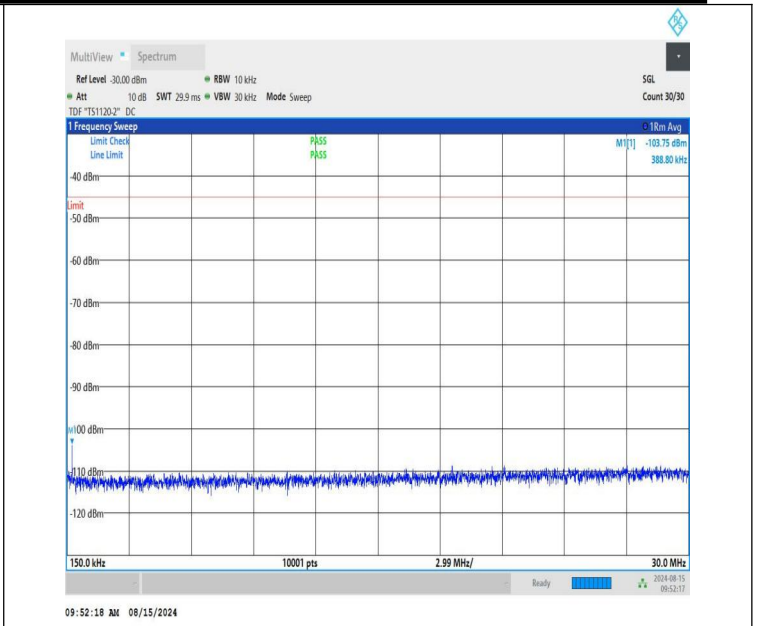 R S
MultiView Spectrum
Ref Level -30.00 dBm RBW 10 kHz SGL
Att 10 dB SWT 29.9 ms VBW 30 kHz Mode Sweep Count 30/30
TDF "TS1120-2" DC
1 Frequency Sweep 1Rm Avg
Limit Check PASS M1[1] -103.75 dBm
Line Limit PASS 388.80 kHz
-40 dBm
Limit
-50 dBm
-60 dBm
-70 dBm
-80 dBm
-90 dBm
M1
-100 dBm
-110 dBm
-120 dBm
150.0 kHz 10001 pts 2.99 MHz/ 30.0 MHz
Ready 2024-08-15
09:52:17
09:52:18 AM 08/15/2024